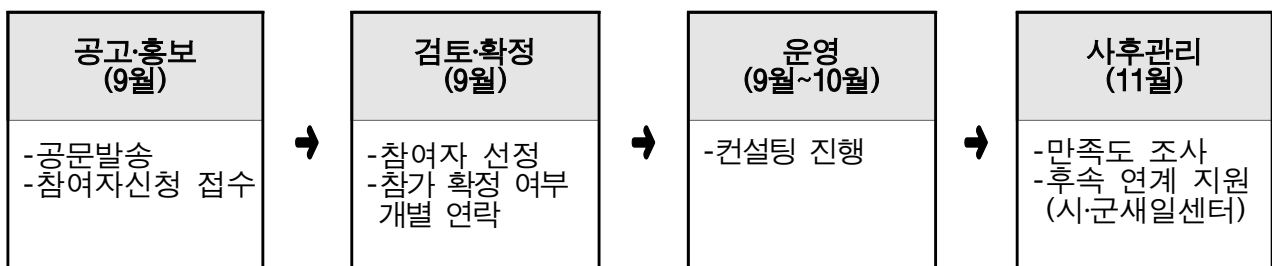 공고·홍보
(9월)
-공문발송
-참여자신청 접수
검토·확정
(9월)
-참여자 선정
-참가 확정 여부
개별 연락
운영
(9월~10월)
-컨설팅 진행
사후관리
(11월)
-만족도 조사
-후속 연계 지원
(시·군새일센터)